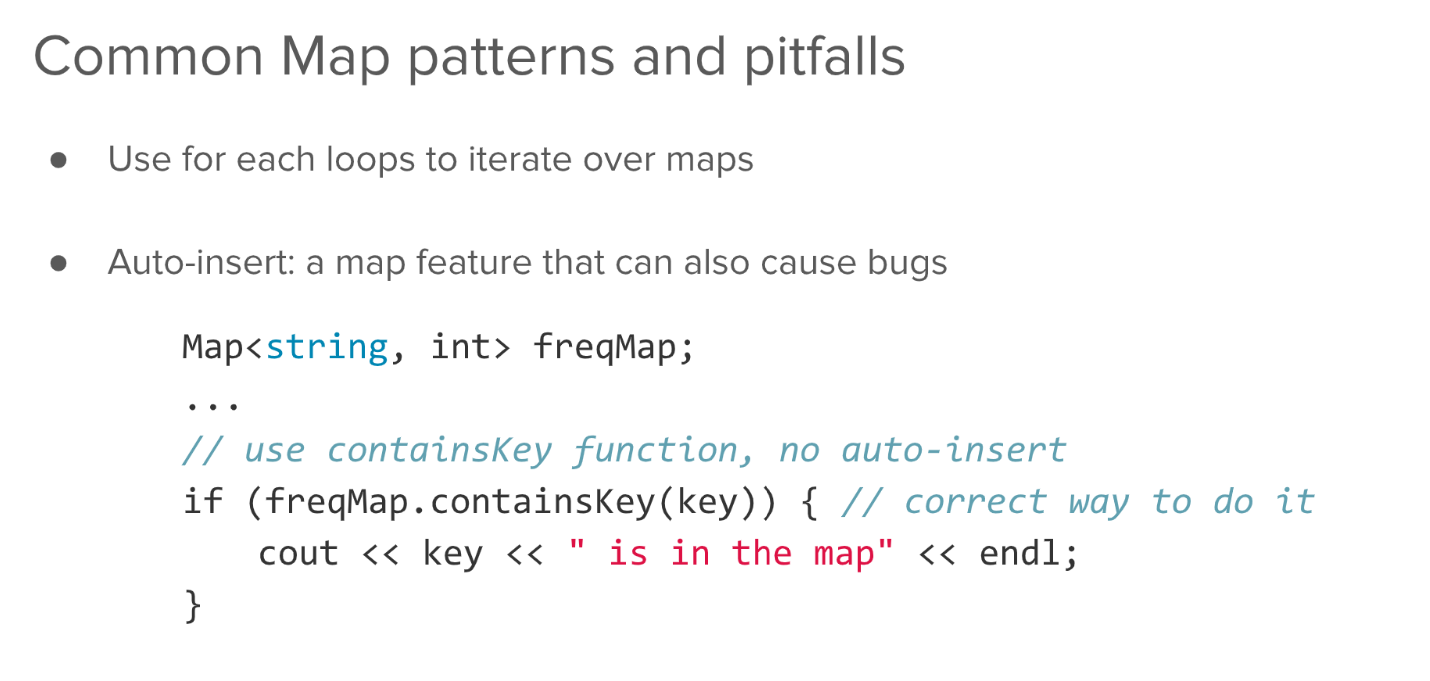 Common Map patterns and pitfalls
● Use for each loops to iterate over maps
● Auto-insert: a map feature that can also cause bugs
Map<string, int> freqMap;
...
// use containsKey function, no auto-insert
if (freqMap.containsKey(key)) { // correct way to do it
cout << key << " is in the map" << endl;
}